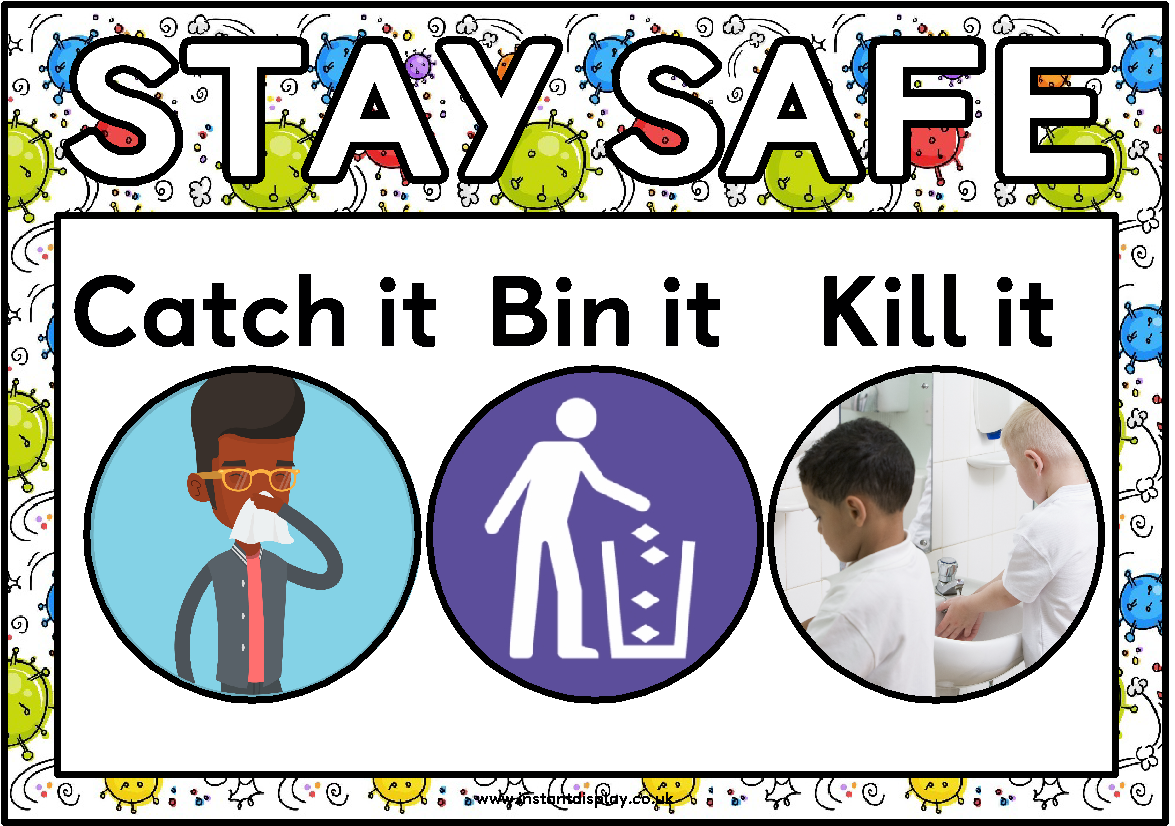 STAY SAFE
Catch it Bin it Kill it
www.instantdisplay.co.uk